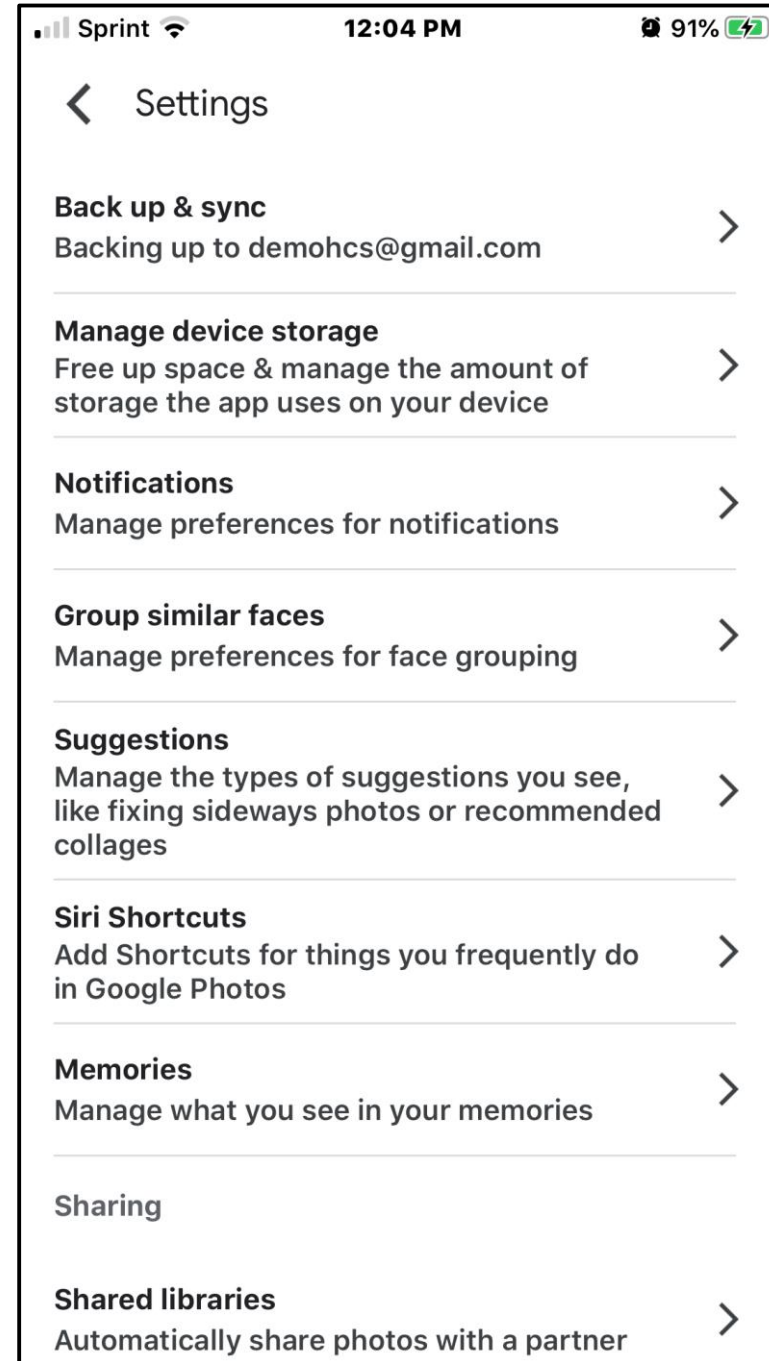 Sprint 12:04 PM 91%
Settings
Back up & sync
Backing up to demohcs@gmail.com
Manage device storage
Free up space & manage the amount of
storage the app uses on your device
Notifications
Manage preferences for notifications
Group similar faces
Manage preferences for face grouping
Suggestions
Manage the types of suggestions you see,
like fixing sideways photos or recommended
collages
Siri Shortcuts
Add Shortcuts for things you frequently do
in Google Photos
Memories
Manage what you see in your memories
Sharing
Shared libraries
Automatically share photos with a partner